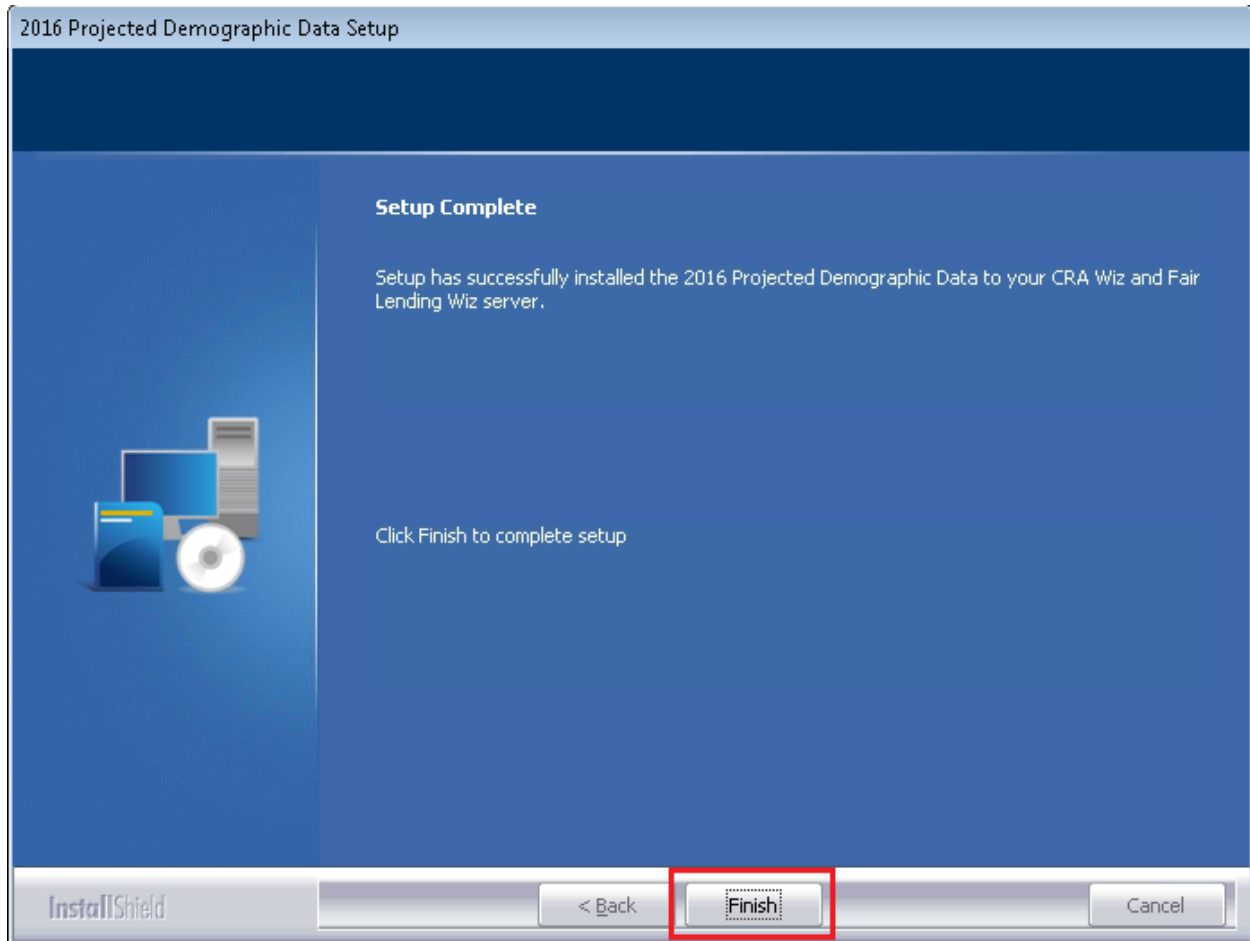 2016 Projected Demographic Data Setup
Setup Complete
Setup has successfully installed the 2016 Projected Demographic Data to your CRA Wiz and Fair
Lending Wiz server.
Click Finish to complete setup
InstallShield
< Back
Finish
Cancel